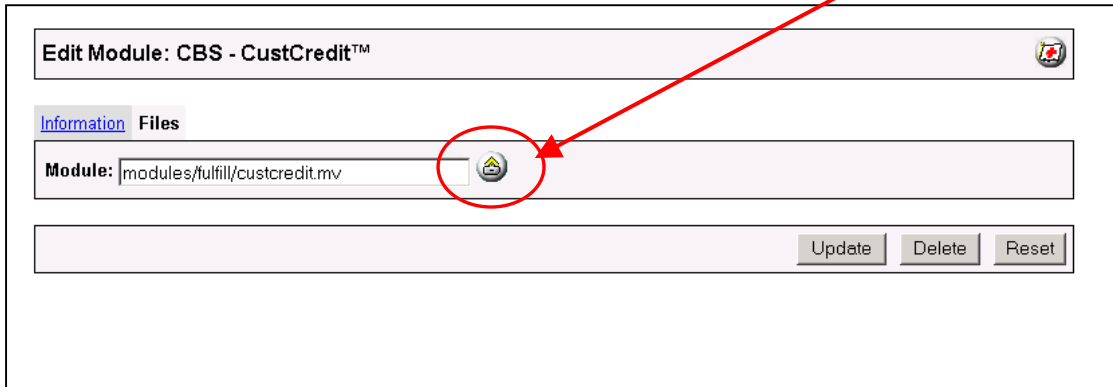 Edit Module: CBS - CustCredit™
Information Files
Module: modules/fulfill/custcredit.mv
Update Delete Reset